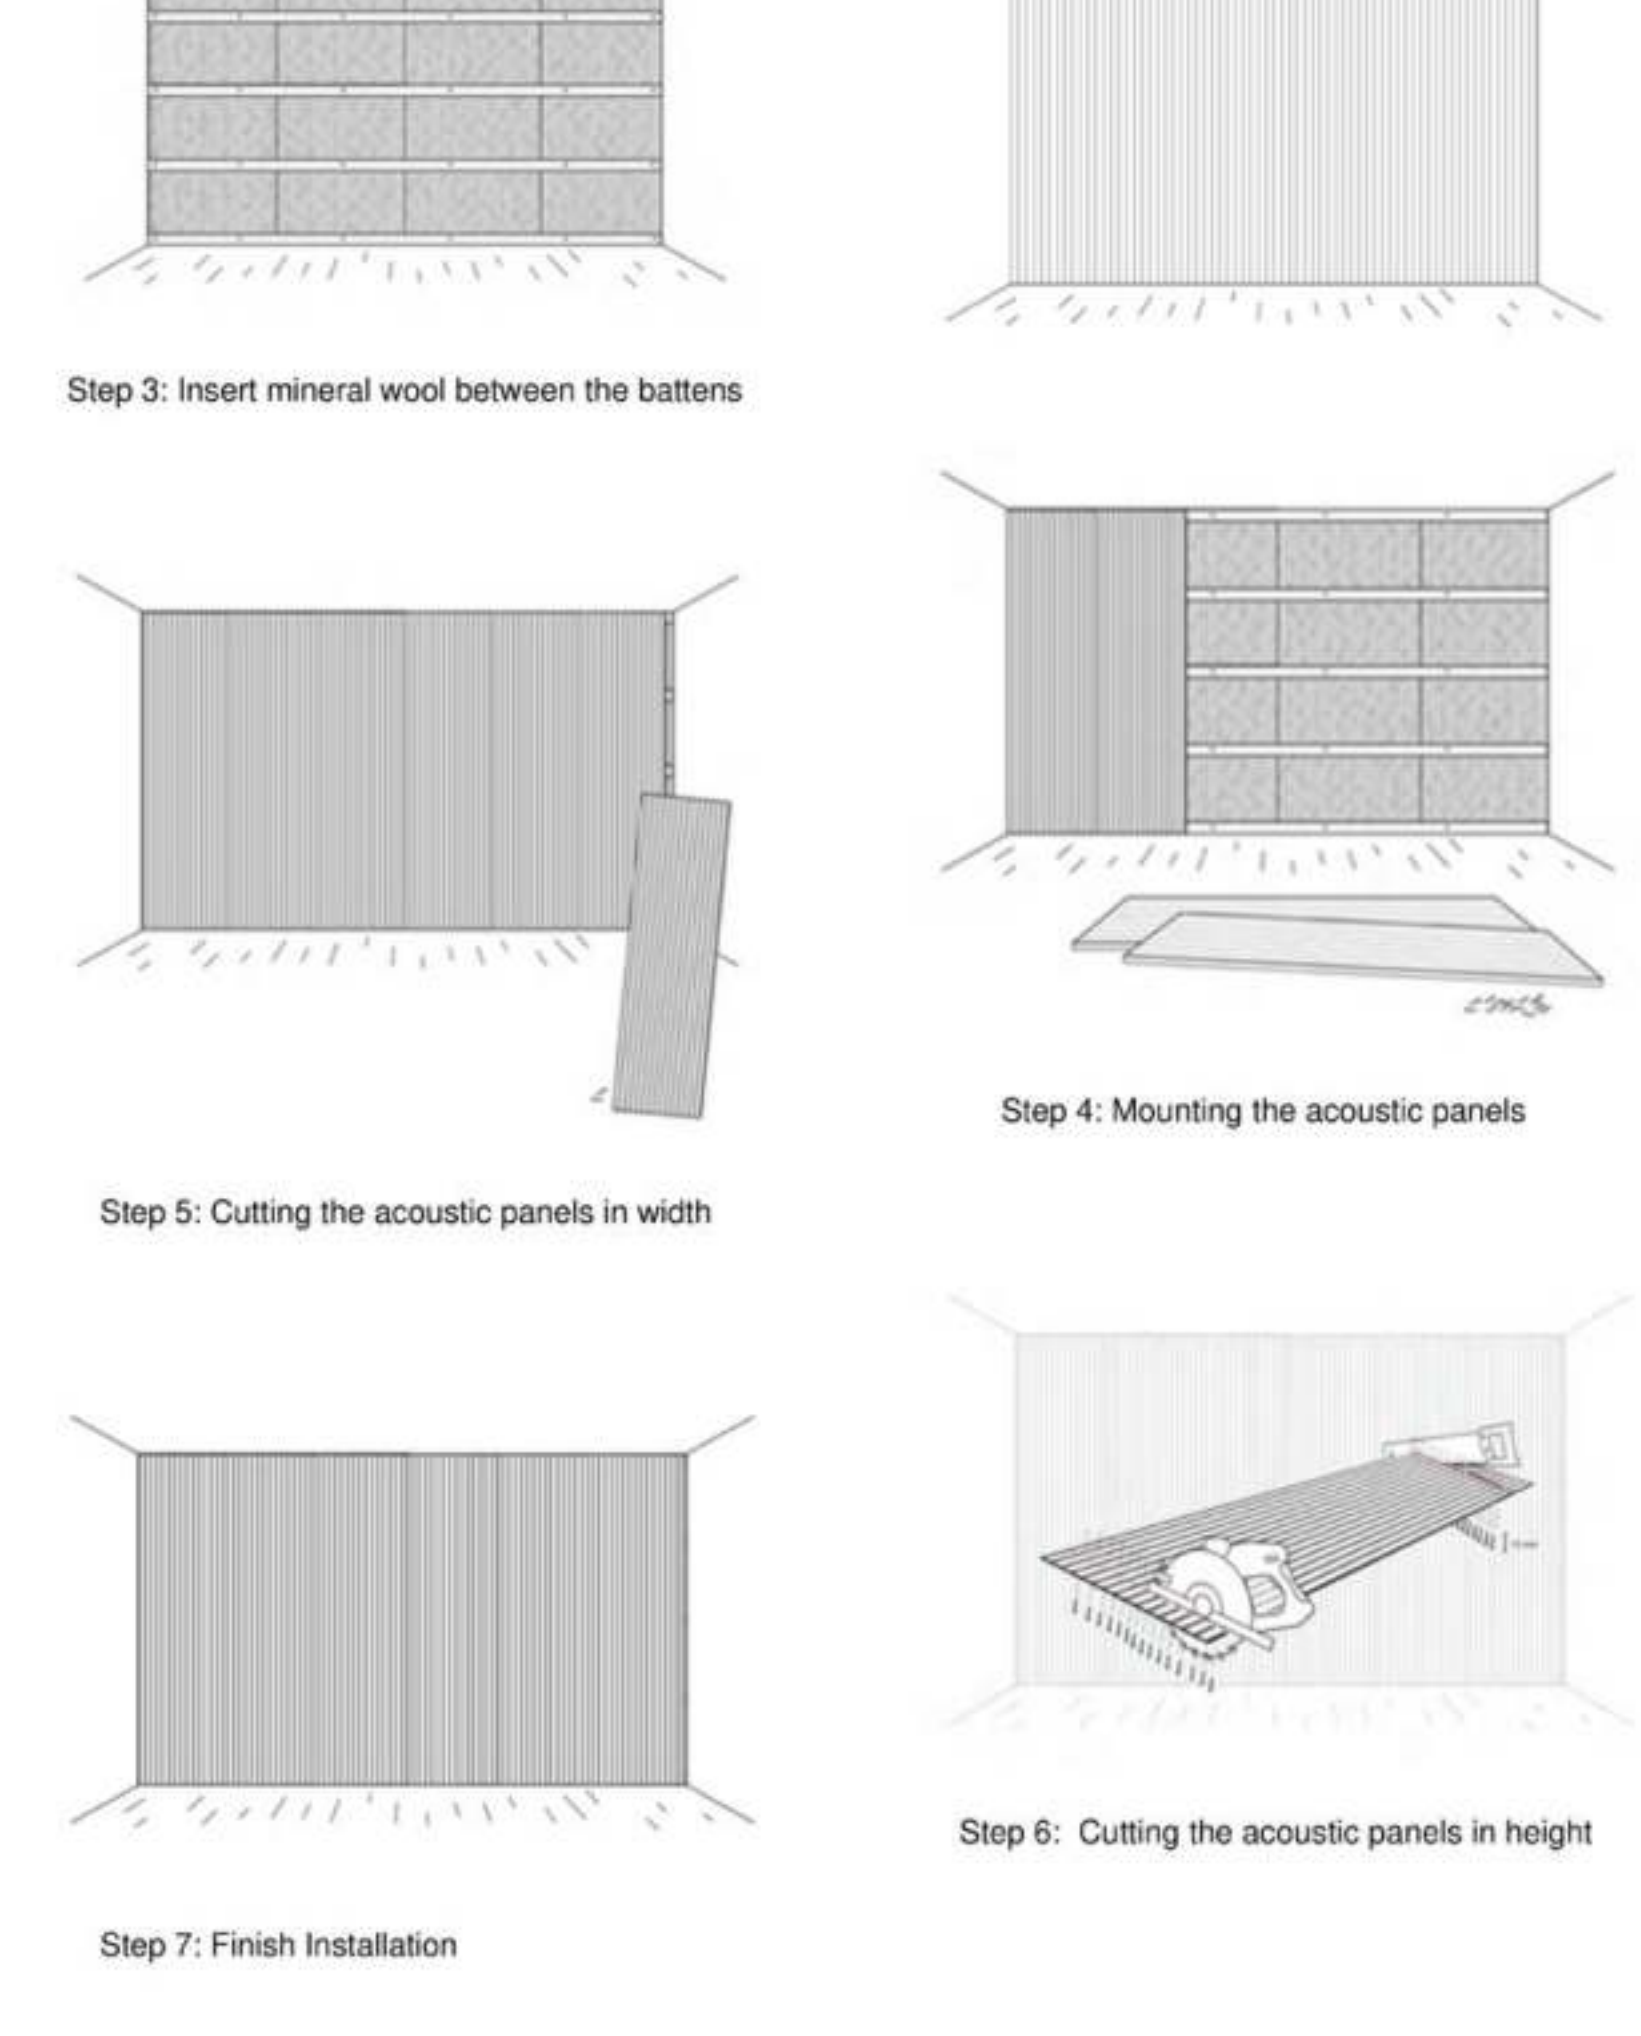 Step 3: Insert mineral wool between the battens
Step 4: Mounting the acoustic panels
Step 5: Cutting the acoustic panels in width
Step 6: Cutting the acoustic panels in height
Step 7: Finish Installation